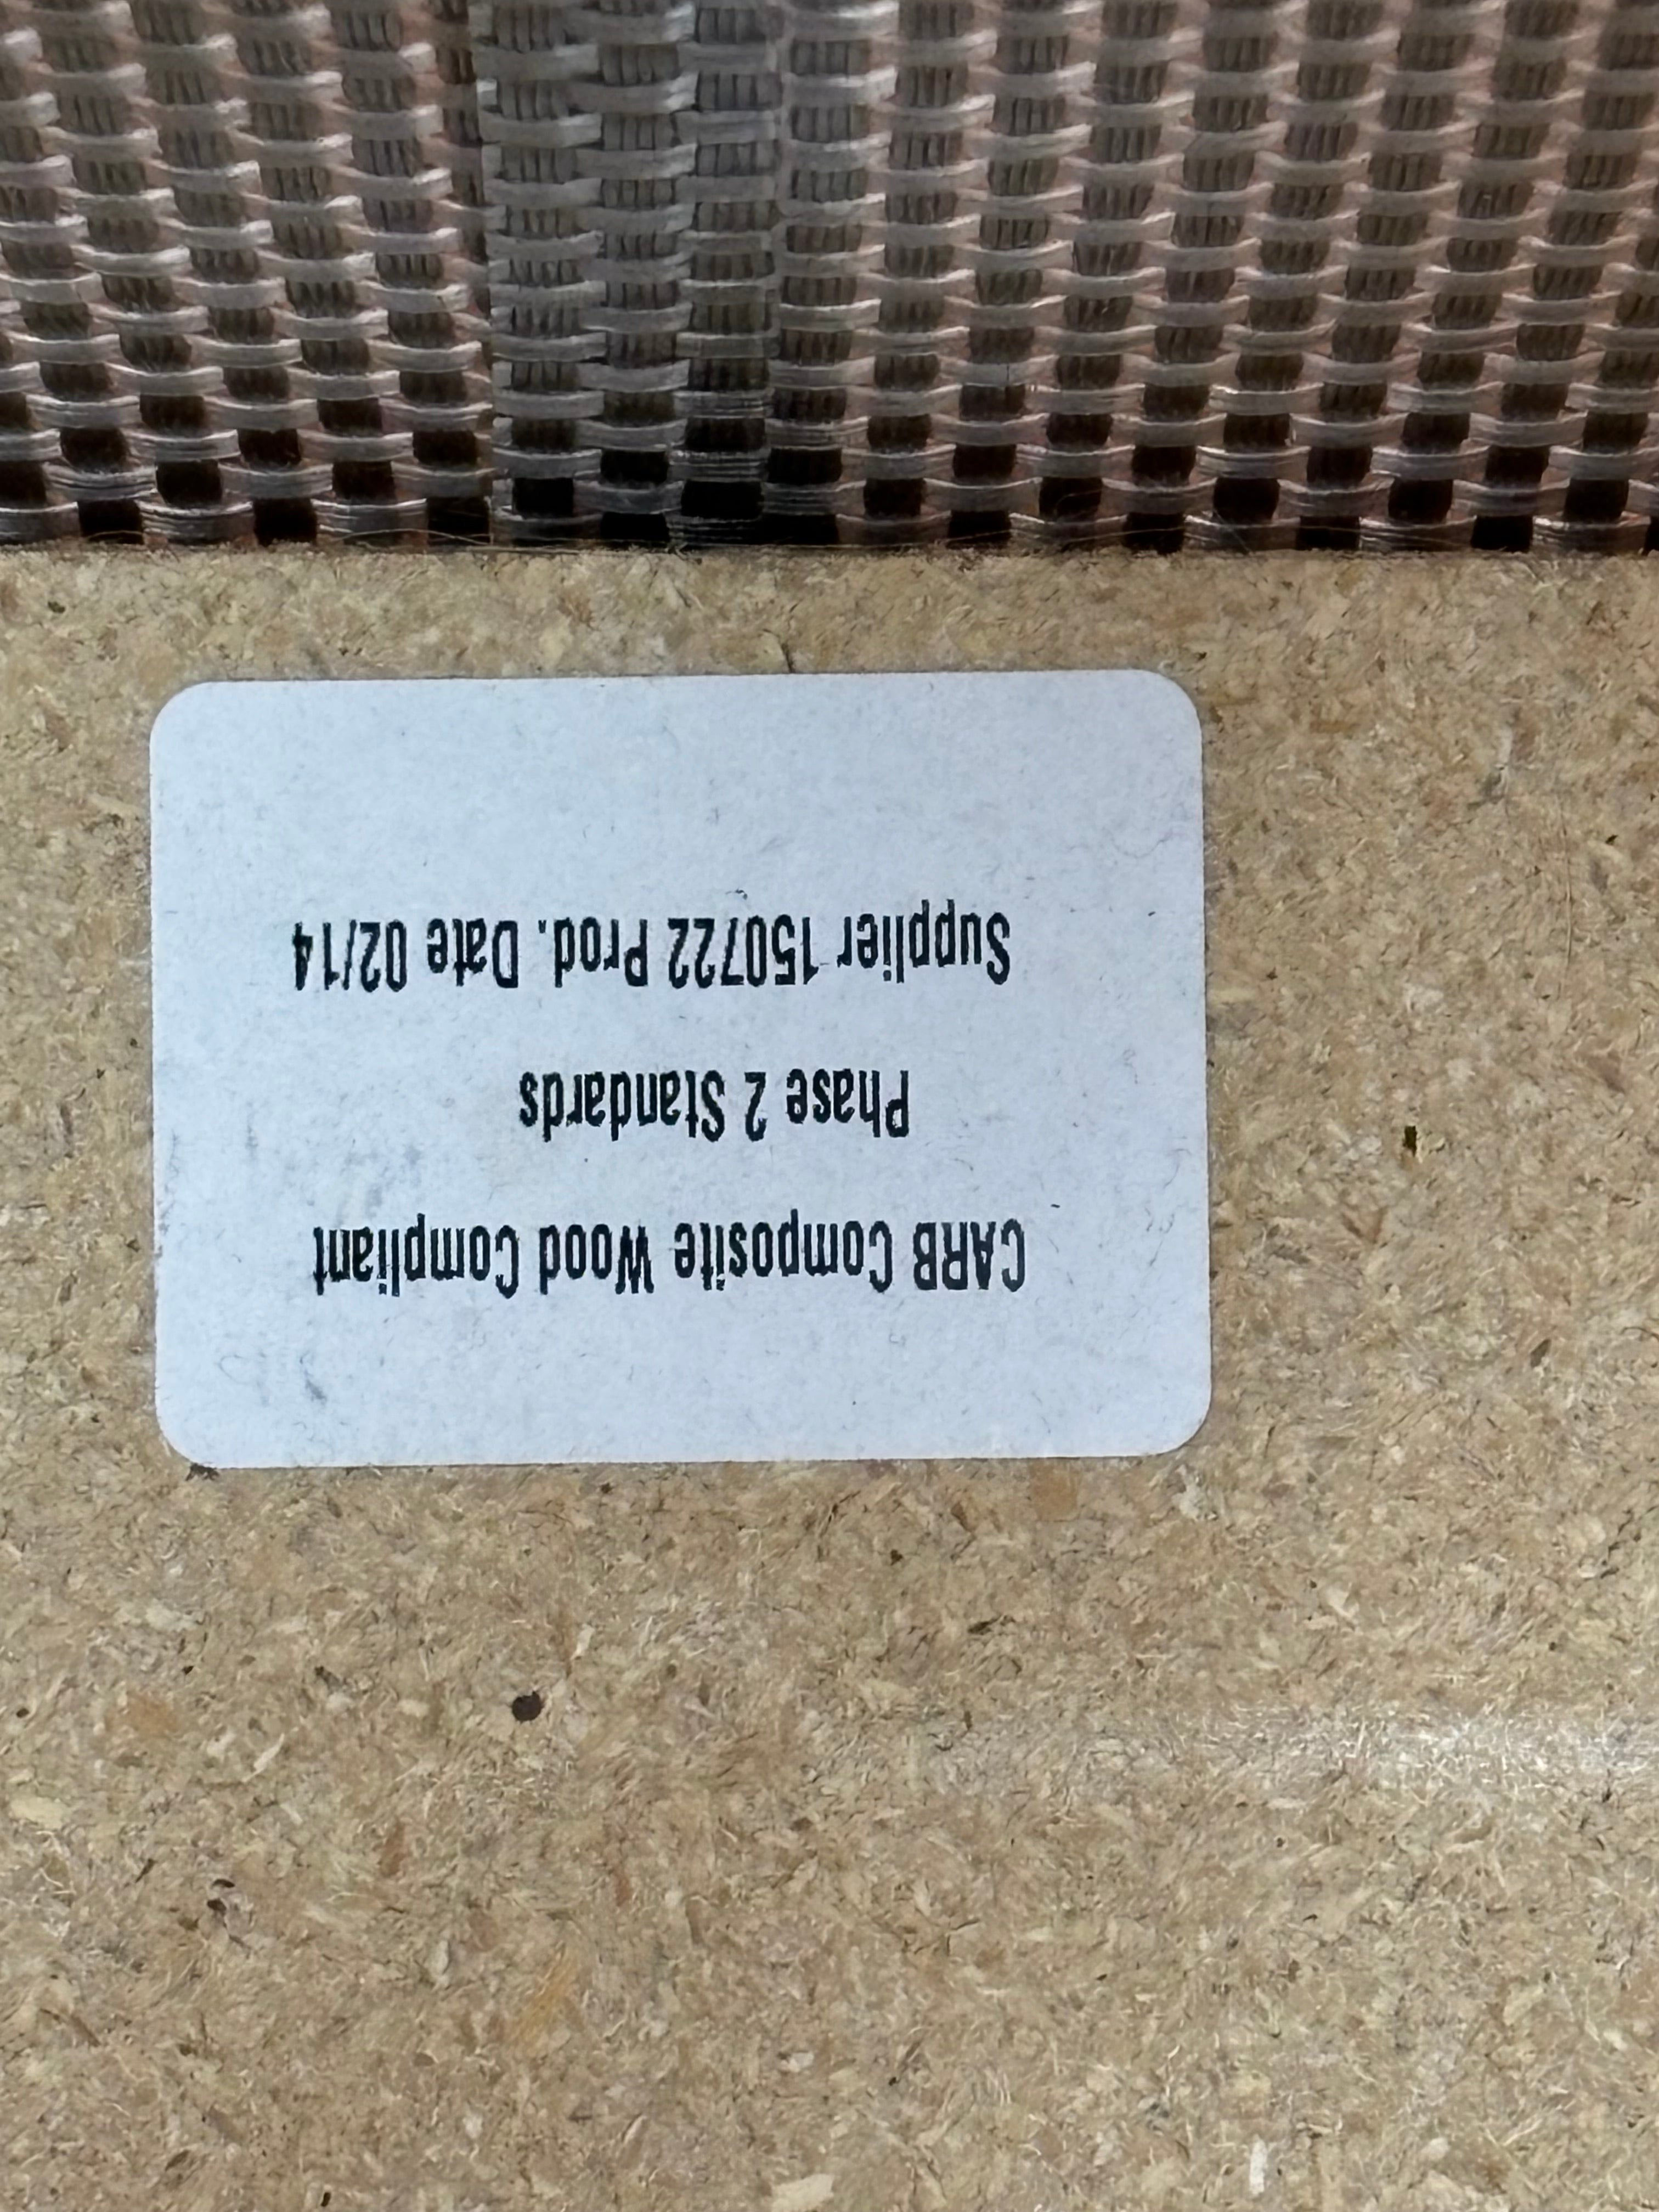 CARB Composite Wood Compliant
Phase 2 Standards
Supplier 150722 Prod. Date 02/14